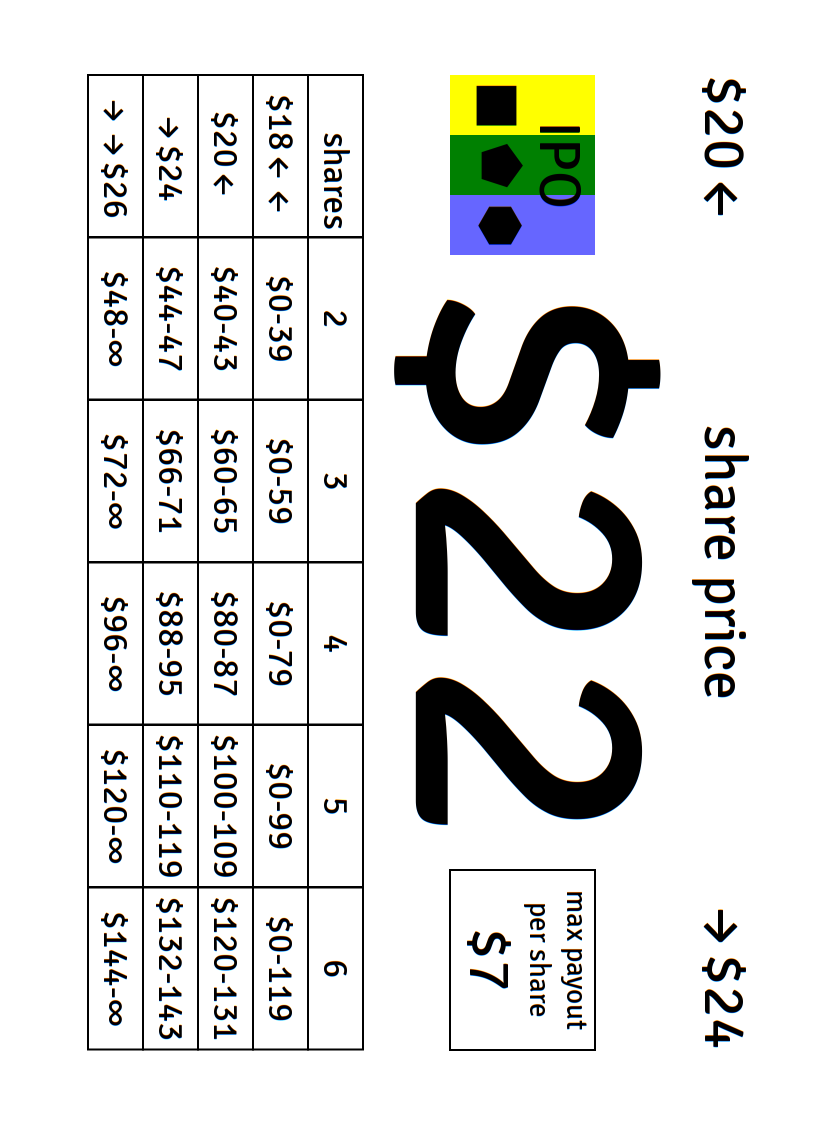 $20 ← share price → $24
IPO $22 max payout
per share
$7
shares 2 3 4 5 6
$18 ← ← $0-39 $0-59 $0-79 $0-99 $0-119
$20 ← $40-43 $60-65 $80-87 $100-109 $120-131
→ $24 $44-47 $66-71 $88-95 $110-119 $132-143
→ → $26 $48-∞ $72-∞ $96-∞ $120-∞ $144-∞